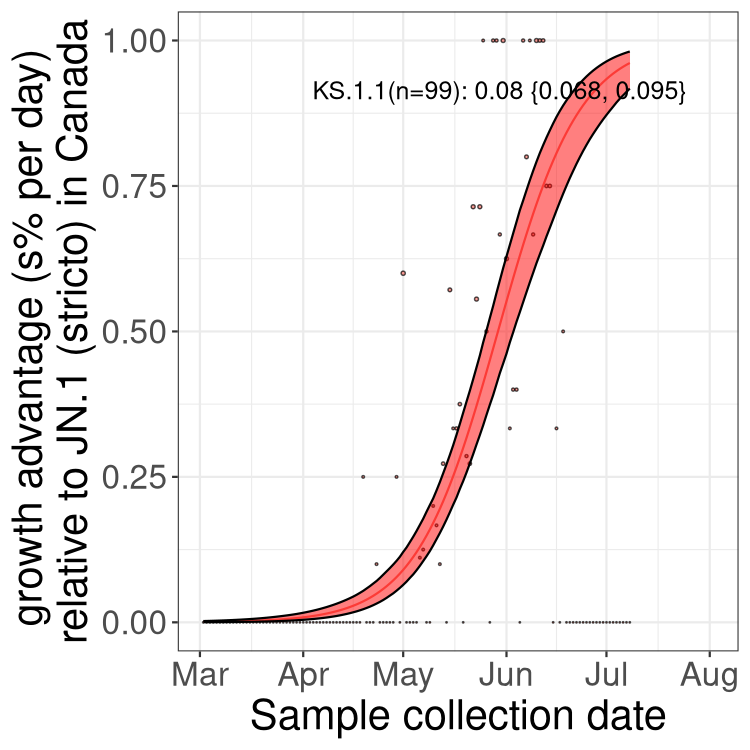 growth advantage (s% per day)
relative to JN.1 (stricto) in Canada
1.00
KS.1.1(n=99): 0.08 {0.068, 0.095}
0.75
0.50
0.25
0.00
Mar Apr May Jun Jul Aug
Sample collection date